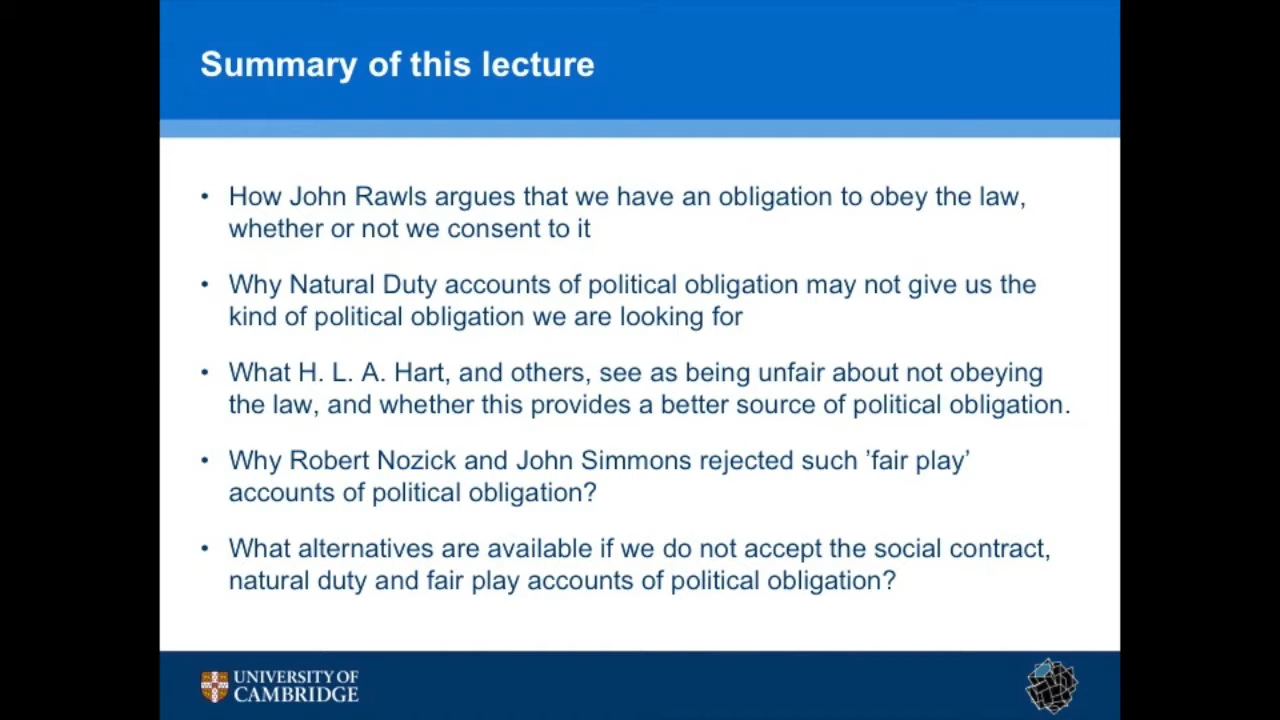 Summary of this lecture
• How John Rawls argues that we have an obligation to obey the law,
whether or not we consent to it
• Why Natural Duty accounts of political obligation may not give us the
kind of political obligation we are looking for
• What H. L. A. Hart, and others, see as being unfair about not obeying
the law, and whether this provides a better source of political obligation.
• Why Robert Nozick and John Simmons rejected such ’fair play’
accounts of political obligation?
• What alternatives are available if we do not accept the social contract,
natural duty and fair play accounts of political obligation?
UNIVERSITY OF
CAMBRIDGE